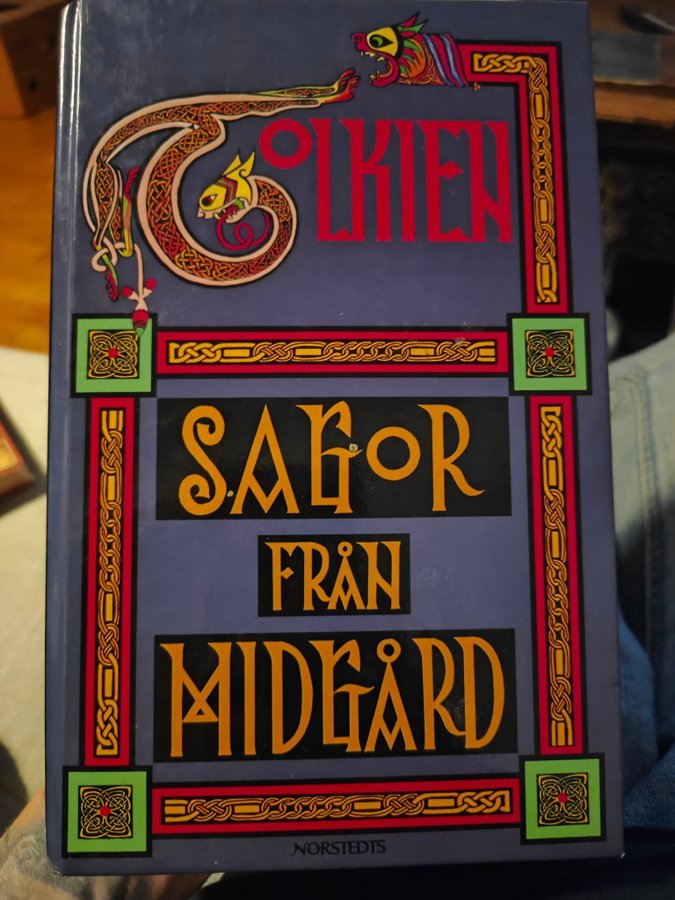 TOLKIEN
SAGOR
FRÅN
MIDGÅRD
NORSTEDTS